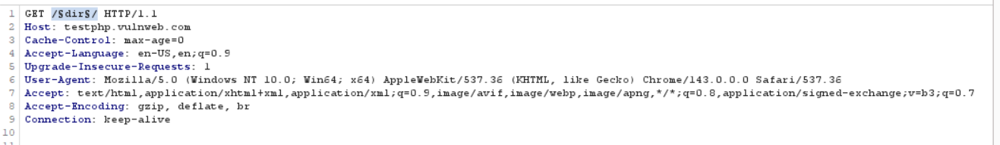 1 GET /§dir§/ HTTP/1.1
2 Host: testphp.vulnweb.com
3 Cache-Control: max-age=0
4 Accept-Language: en-US,en;q=0.9
5 Upgrade-Insecure-Requests: 1
6 User-Agent: Mozilla/5.0 (Windows NT 10.0; Win64; x64) AppleWebKit/537.36 (KHTML, like Gecko) Chrome/143.0.0.0 Safari/537.36
7 Accept: text/html,application/xhtml+xml,application/xml;q=0.9,image/avif,image/webp,image/apng,*/*;q=0.8,application/signed-exchange;v=b3;q=0.7
8 Accept-Encoding: gzip, deflate, br
9 Connection: keep-alive
10
11